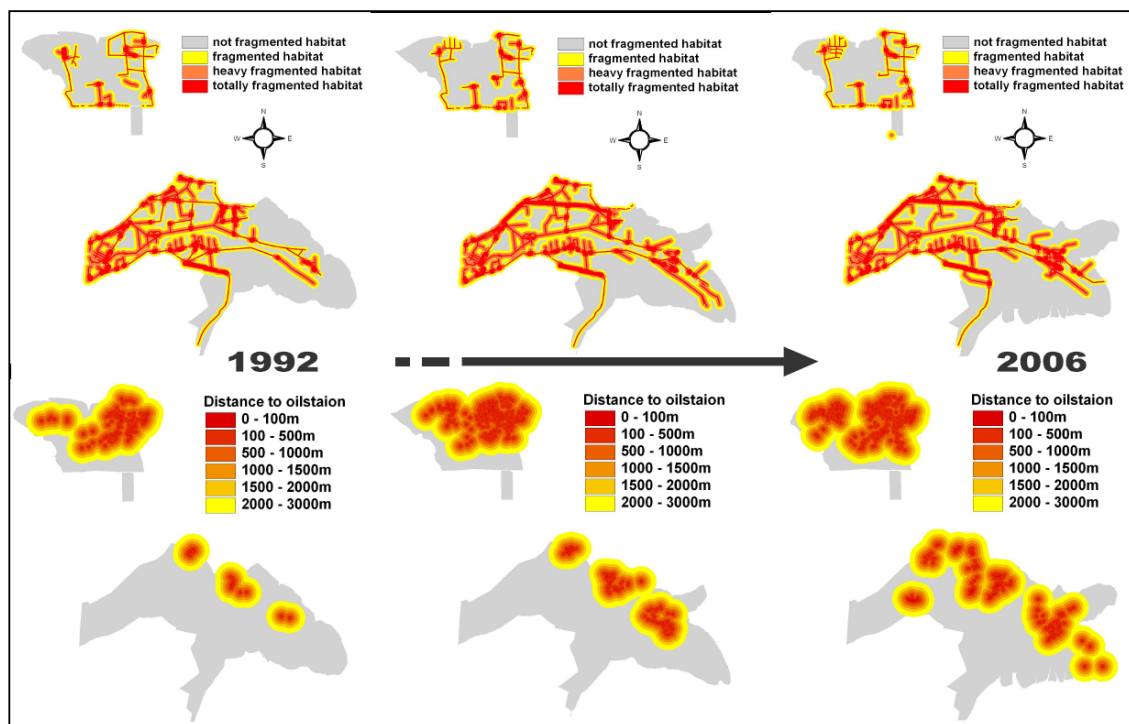 not fragmented habitat
fragmented habitat
heavy fragmented habitat
totally fragmented habitat
N
W E
S
not fragmented habitat
fragmented habitat
heavy fragmented habitat
totally fragmented habitat
N
W E
S
not fragmented habitat
fragmented habitat
heavy fragmented habitat
totally fragmented habitat
N
W E
S
1992
2006
Distance to oilstaion
0 - 100m
100 - 500m
500 - 1000m
1000 - 1500m
1500 - 2000m
2000 - 3000m
Distance to oilstaion
0 - 100m
100 - 500m
500 - 1000m
1000 - 1500m
1500 - 2000m
2000 - 3000m
Distance to oilstaion
0 - 100m
100 - 500m
500 - 1000m
1000 - 1500m
1500 - 2000m
2000 - 3000m